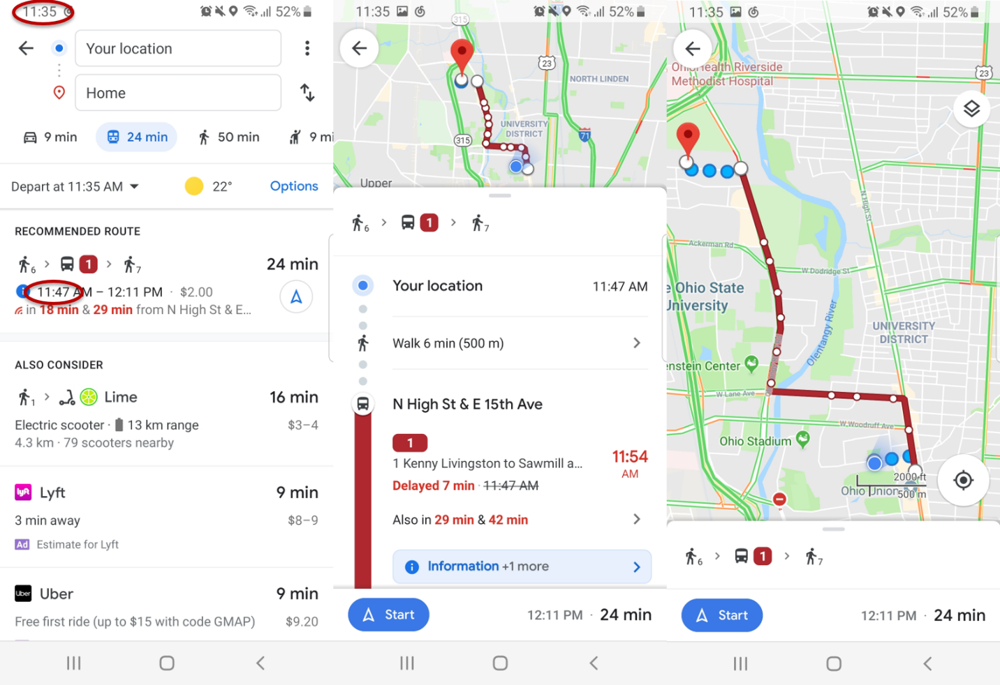 11:35
52%
Your location
Home
9 min
24 min
50 min
9 mi
Depart at 11:35 AM
22°
Options
RECOMMENDED ROUTE
6 > 1 > 7
24 min
11:47 AM – 12:11 PM · $2.00
in 18 min & 29 min from N High St & E...
ALSO CONSIDER
1 > Lime
16 min
Electric scooter · 13 km range
$3–4
4.3 km · 79 scooters nearby
Lyft
9 min
3 min away
$8–9
Ad Estimate for Lyft
Uber Uber
9 min
Free first ride (up to $15 with code GMAP)
$9.20
11:35
52%
315
23
NORTH LINDEN
UNIVERSITY
DISTRICT
315
71
Upper
6 > 1 > 7
Your location
11:47 AM
Walk 6 min (500 m)
N High St & E 15th Ave
1
1 Kenny Livingston to Sawmill a...
11:54
AM
Delayed 7 min · 11:47 AM
Also in 29 min & 42 min
Information +1 more
Start
12:11 PM · 24 min
11:35
52%
OhioHealth Riverside
Methodist Hospital
23
N High St
Ackerman Rd
W Dodridge St
e Ohio State
University
Olentangy River
UNIVERSITY
DISTRICT
enstein Center
W Lane Ave
W Woodruff Ave
Ohio Stadium
2000 ft
Ohio Union
500 m
6 > 1 > 7
Start
12:11 PM · 24 min